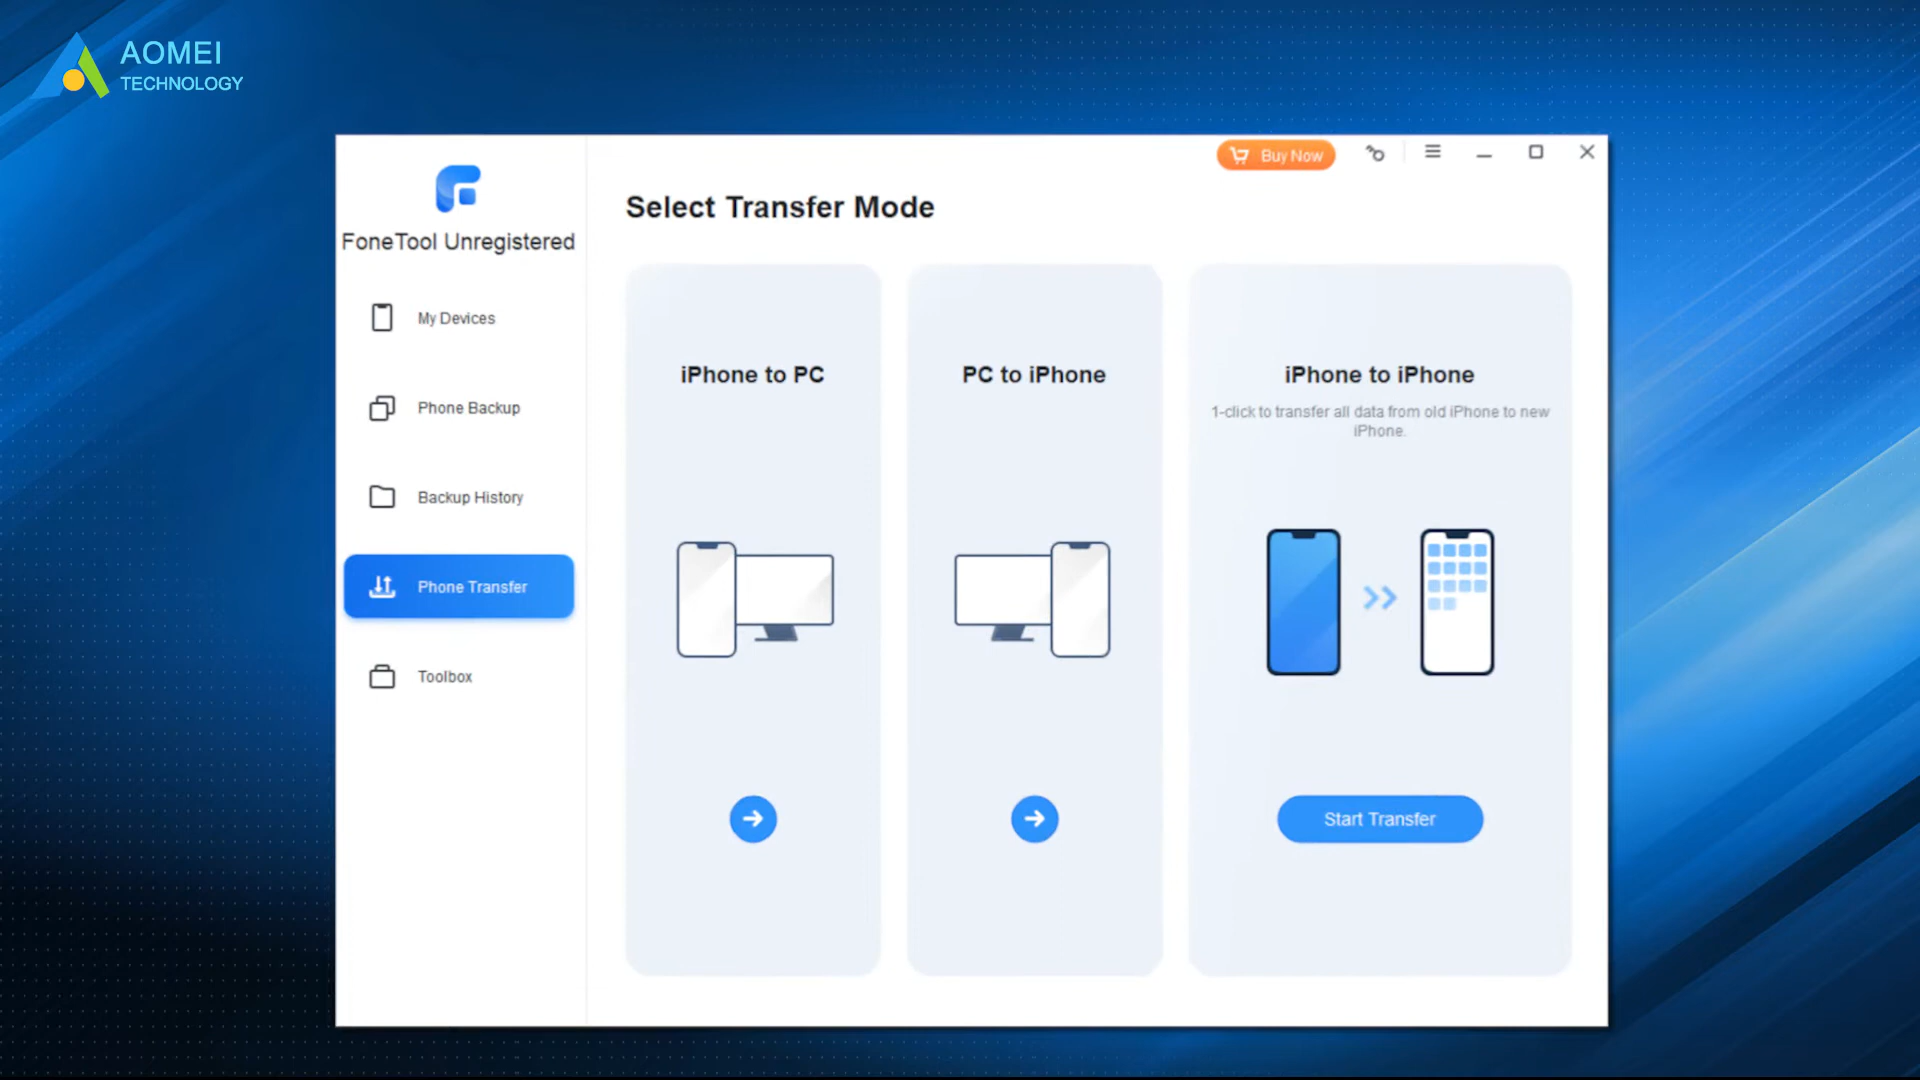 AOMEI
TECHNOLOGY
Buy Now
FoneTool Unregistered
My Devices
Phone Backup
Backup History
Phone Transfer
Toolbox
Select Transfer Mode
iPhone to PC
PC to iPhone
iPhone to iPhone
1-click to transfer all data from old iPhone to new
iPhone.
Start Transfer